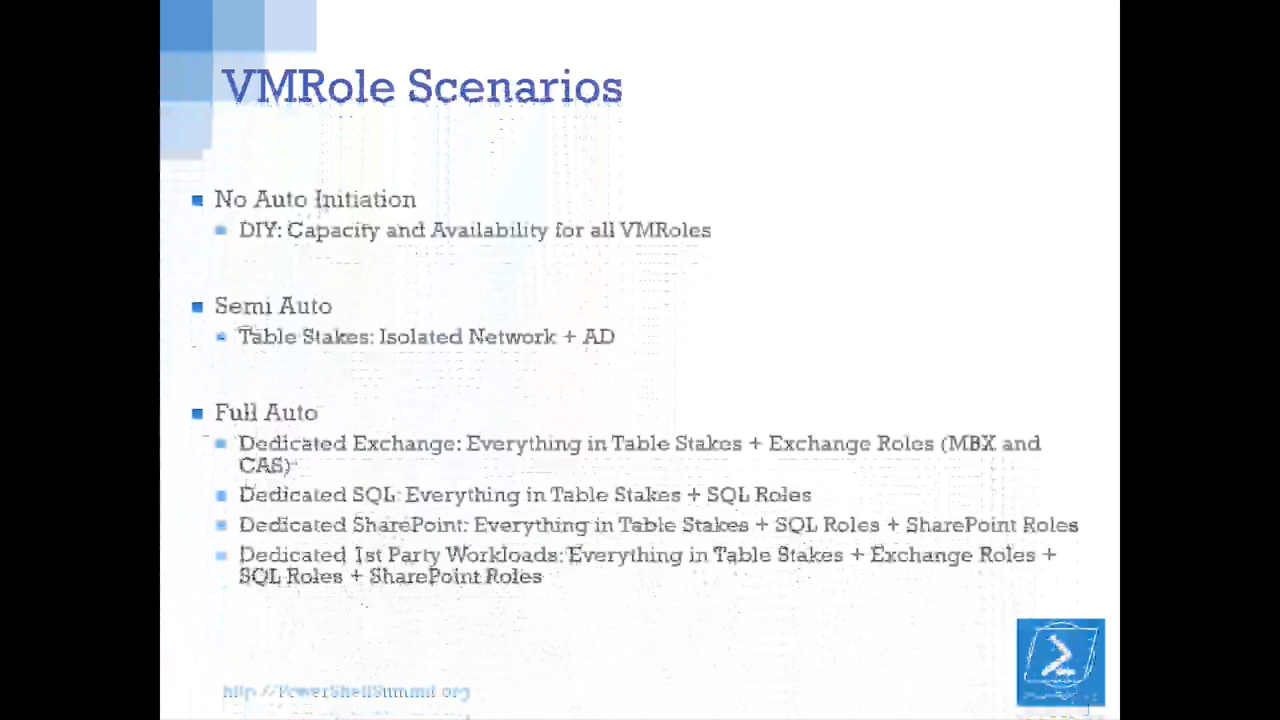 VMRole Scenarios
No Auto Initiation
DIY: Capacity and Availability for all VMRoles
Semi Auto
Table Stakes: Isolated Network + AD
Full Auto
Dedicated Exchange: Everything in Table Stakes + Exchange Roles (MBX and
CAS)
Dedicated SQL: Everything in Table Stakes + SQL Roles
Dedicated SharePoint: Everything in Table Stakes + SQL Roles + SharePoint Roles
Dedicated 1st Party Workloads: Everything in Table Stakes + Exchange Roles +
SQL Roles + SharePoint Roles
http://PowerShellSummit.org